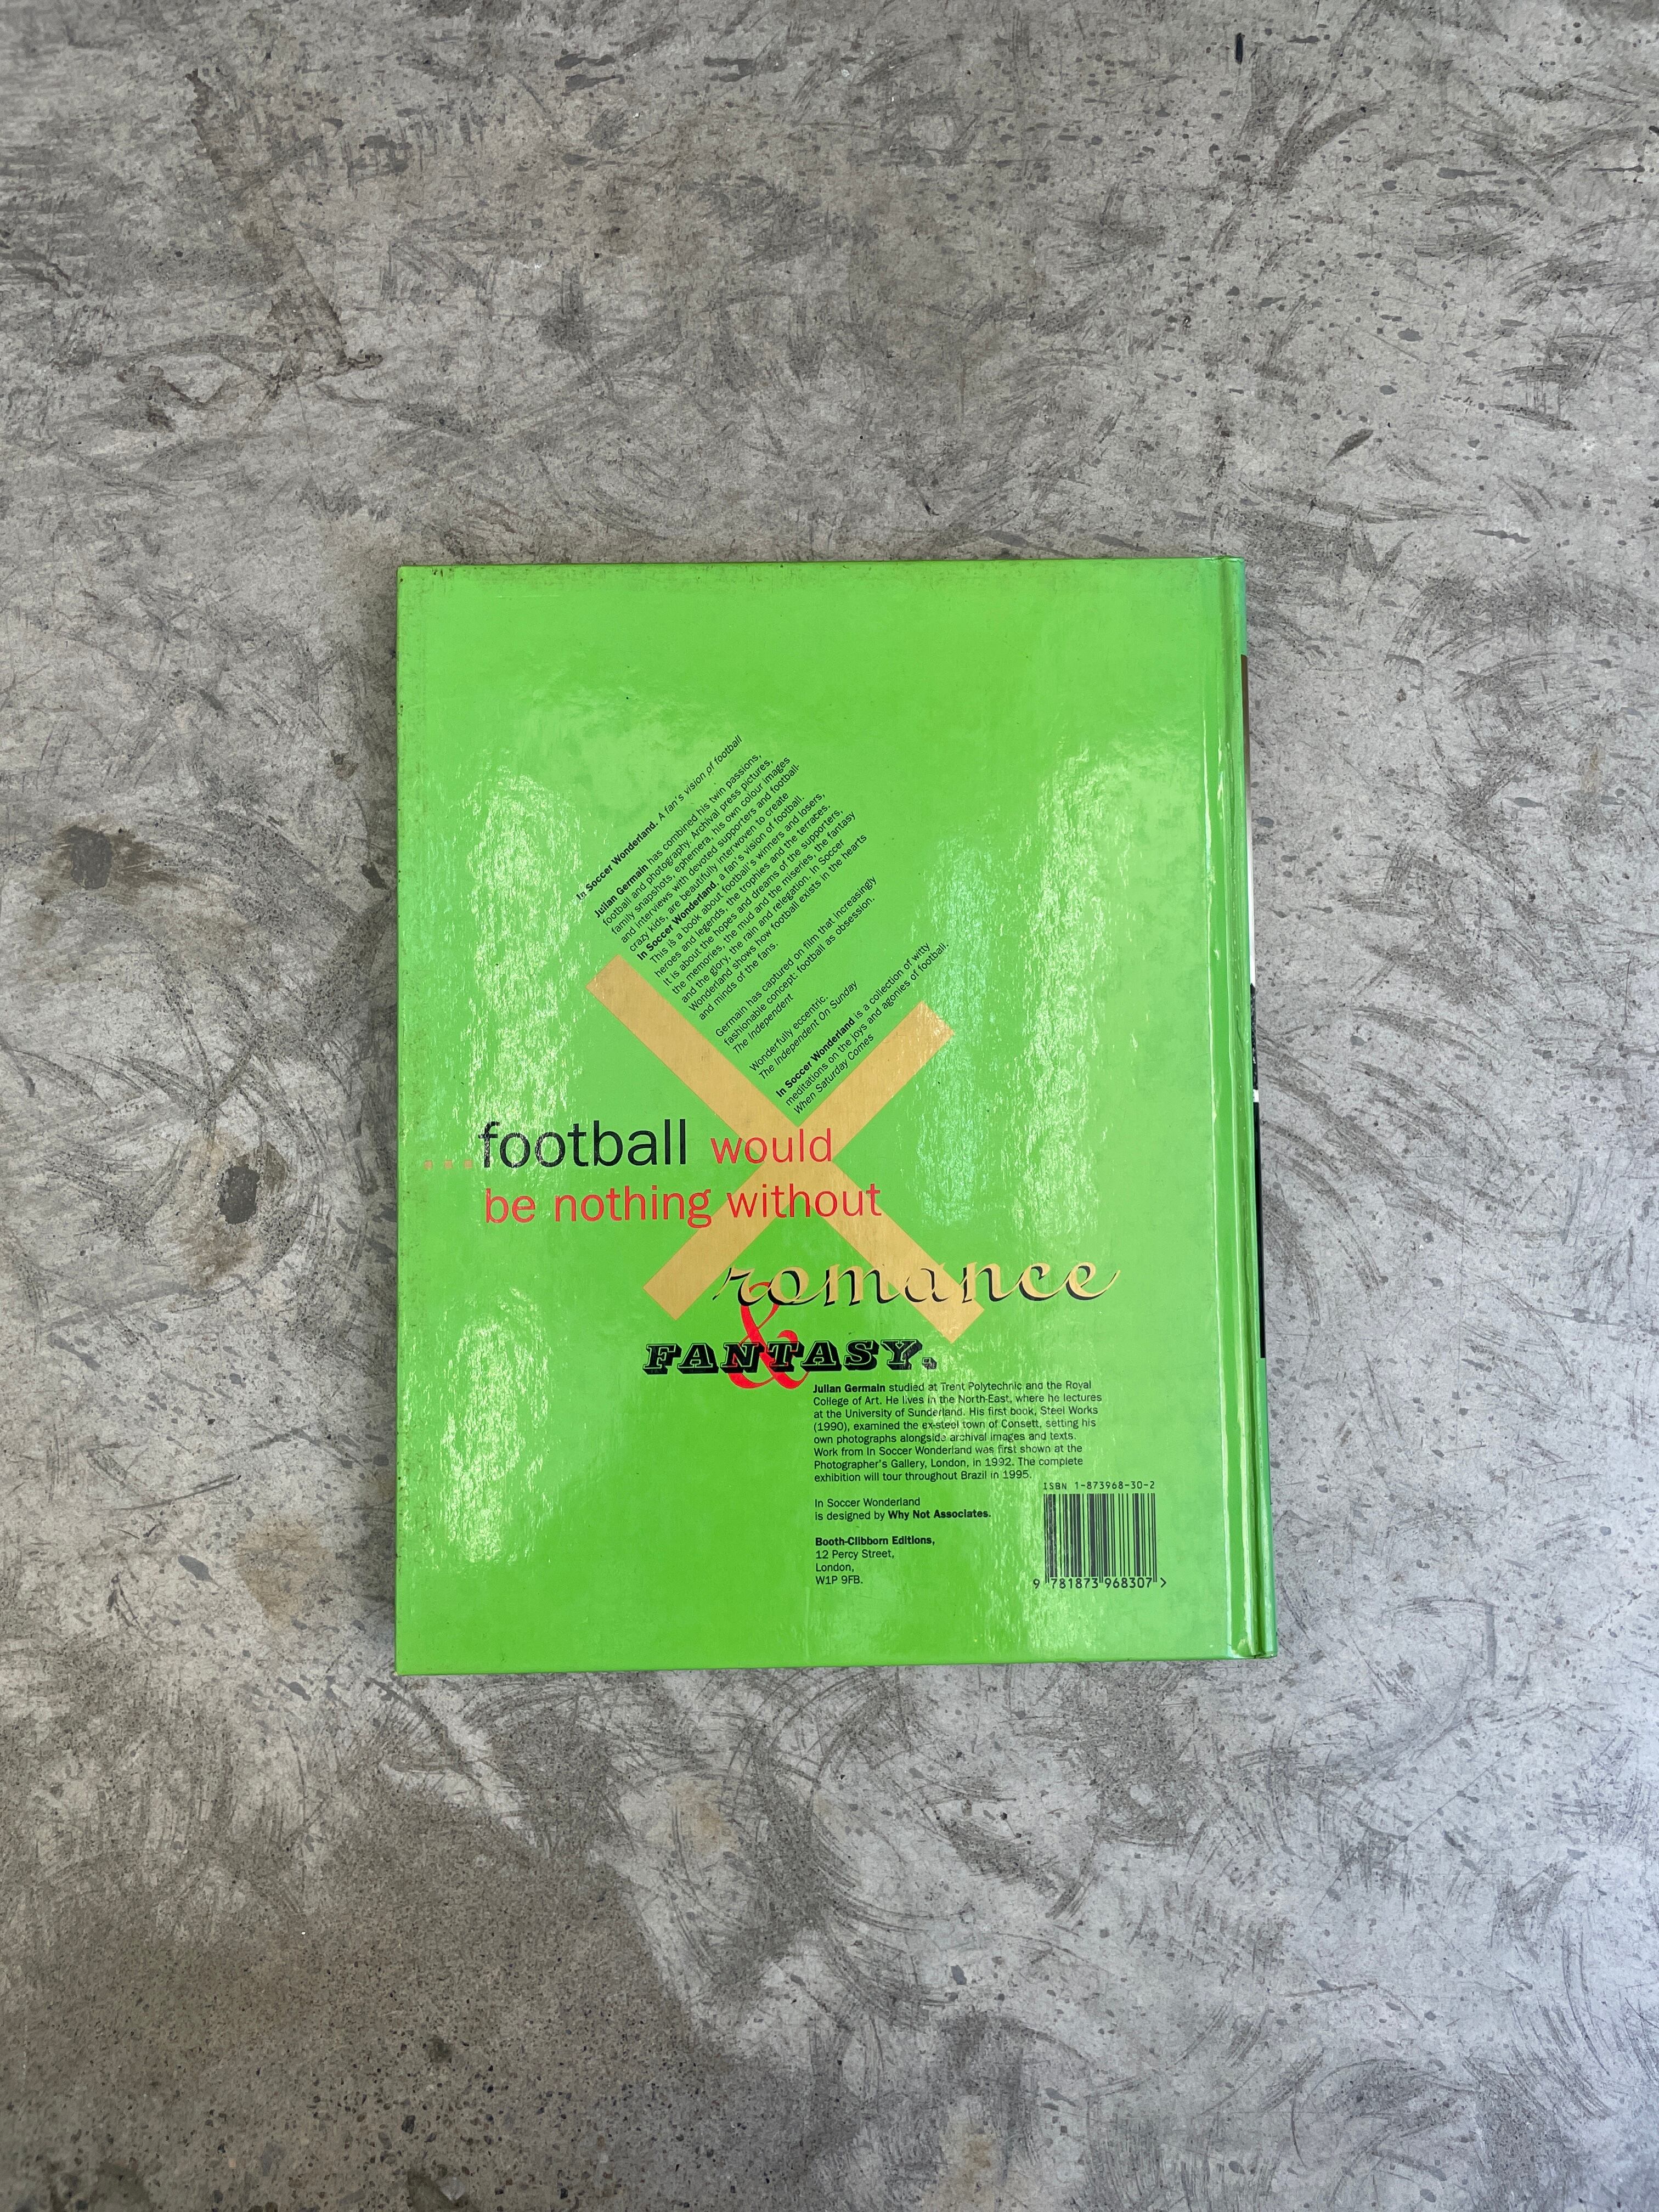 In Soccer Wonderland. A fan's vision of football
Julian Germain has combined his twin passions,
football and photography. Archival press pictures,
family snapshots, ephemera, his own colour images
and interviews with devoted supporters and football-
crazy kids, are beautifully interwoven to create
In Soccer Wonderland, a fan's vision of football.
This is a book about football's winners and losers,
heroes and legends, the trophies and the terraces.
It is about the hopes and dreams of the supporters,
the memories, the mud and the miseries, the fantasy
and the glory, the rain and relegation. In Soccer
Wonderland shows how football exists in the hearts
and minds of the fans.
Germain has captured on film that increasingly
fashionable concept: football as obsession.
The Independent
Wonderfully eccentric.
The Independent On Sunday
In Soccer Wonderland is a collection of witty
meditations on the joys and agonies of football.
When Saturday Comes
...football would
be nothing without
romance
&
FANTASY.
Julian Germain studied at Trent Polytechnic and the Royal
College of Art. He lives in the North-East, where he lectures
at the University of Sunderland. His first book, Steel Works
(1990), examined the ex-steel town of Consett, setting his
own photographs alongside archival images and texts.
Work from In Soccer Wonderland was first shown at the
Photographer's Gallery, London, in 1992. The complete
exhibition will tour throughout Brazil in 1995.
In Soccer Wonderland
is designed by Why Not Associates.
Booth-Clibborn Editions,
12 Percy Street,
London,
W1P 9FB.
ISBN 1-873968-30-2
9 781873 968307 >